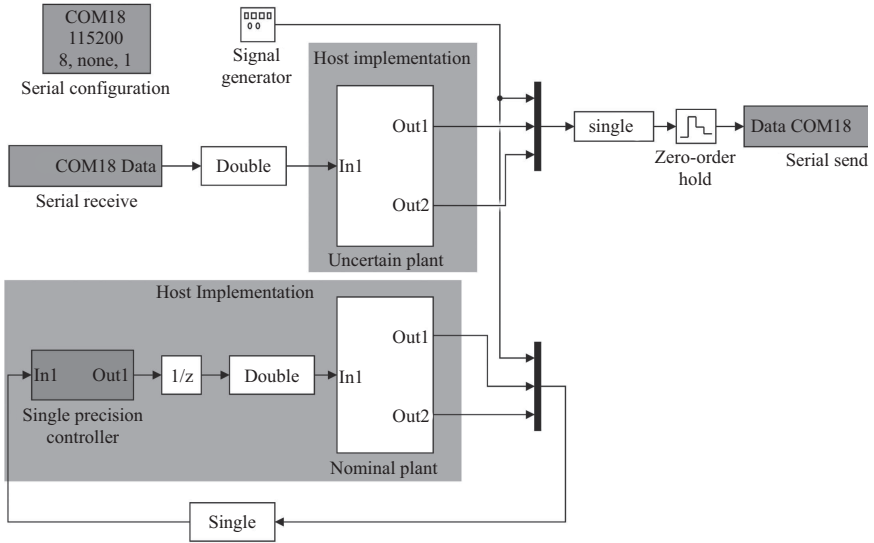 COM18
115200
8, none, 1
Serial configuration
Signal
generator
Host implementation
Out1
In1
Out2
Uncertain plant
COM18 Data
Serial receive
Double
single
Zero-order
hold
Data COM18
Serial send
Host Implementation
In1 Out1
Single precision
controller
1/z
Double
Out1
In1
Out2
Nominal plant
Single